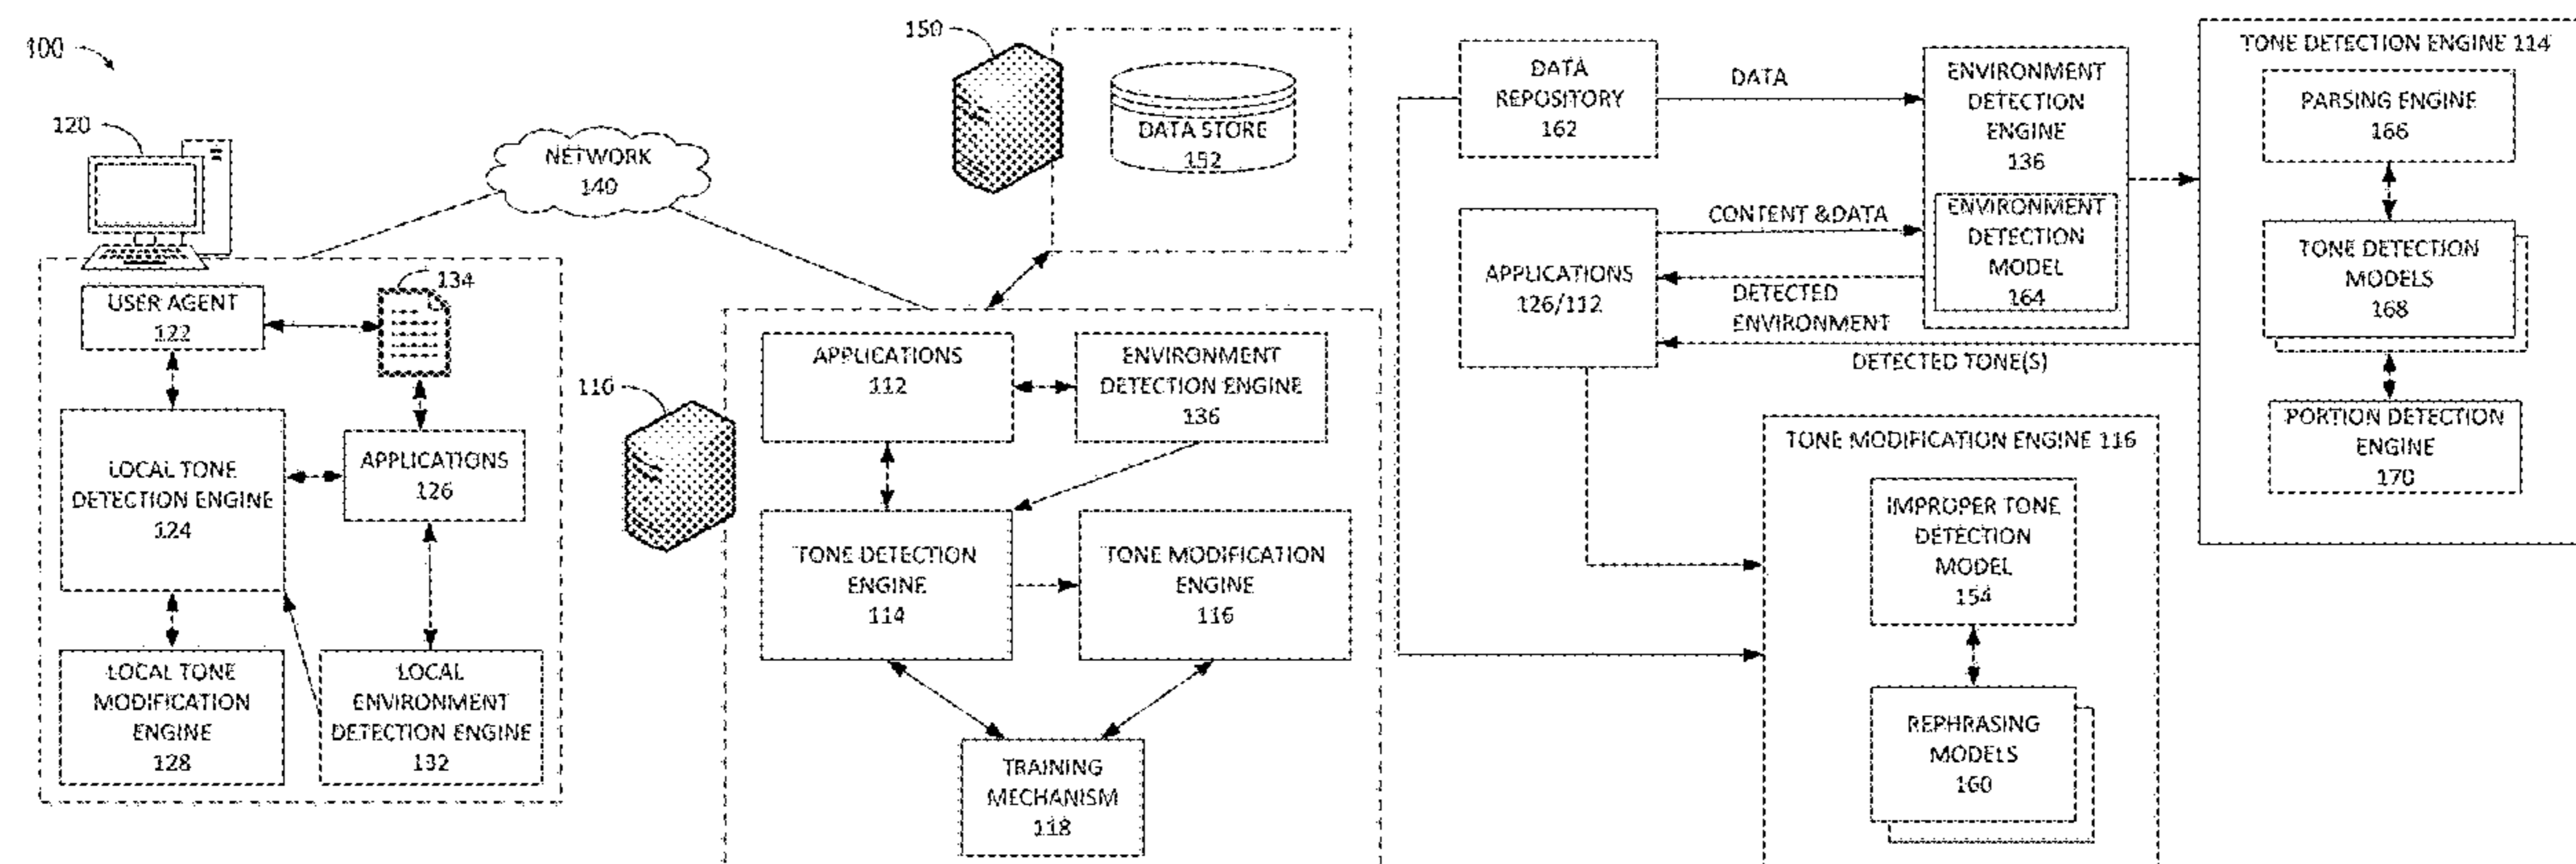 100
120
NETWORK
140
USER AGENT
122
134
LOCAL TONE
DETECTION ENGINE
124
APPLICATIONS
126
LOCAL TONE
MODIFICATION
ENGINE
128
LOCAL
ENVIRONMENT
DETECTION ENGINE
132
150
DATA STORE
152
110
APPLICATIONS
112
ENVIRONMENT
DETECTION ENGINE
136
TONE DETECTION
ENGINE
114
TONE MODIFICATION
ENGINE
116
TRAINING
MECHANISM
118
DATA
REPOSITORY
162
DATA
ENVIRONMENT
DETECTION
ENGINE
136
ENVIRONMENT
DETECTION
MODEL
164
APPLICATIONS
126/112
CONTENT &DATA
DETECTED
ENVIRONMENT
DETECTED TONE(S)
TONE DETECTION ENGINE 114
PARSING ENGINE
166
TONE DETECTION
MODELS
168
PORTION DETECTION
ENGINE
170
TONE MODIFICATION ENGINE 116
IMPROPER TONE
DETECTION
MODEL
154
REPHRASING
MODELS
160